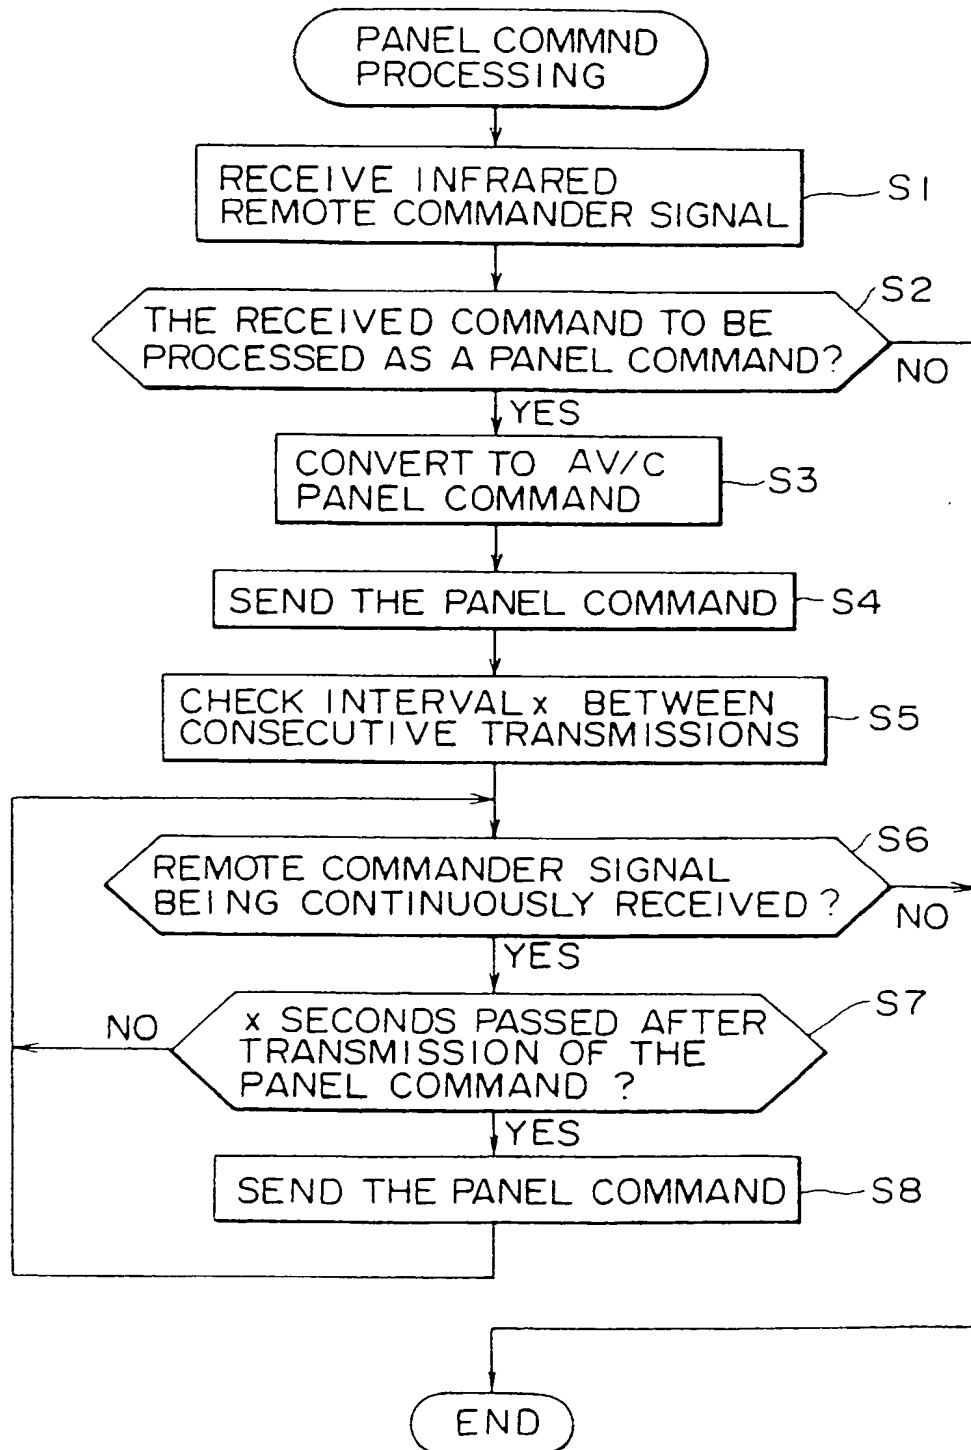 PANEL COMMND
PROCESSING
RECEIVE INFRARED
REMOTE COMMANDER SIGNAL
S1
S2
THE RECEIVED COMMAND TO BE
PROCESSED AS A PANEL COMMAND?
NO
YES
CONVERT TO AV/C
PANEL COMMAND
S3
SEND THE PANEL COMMAND
S4
CHECK INTERVAL x BETWEEN
CONSECUTIVE TRANSMISSIONS
S5
S6
REMOTE COMMANDER SIGNAL
BEING CONTINUOUSLY RECEIVED ?
NO
YES
S7
NO
x SECONDS PASSED AFTER
TRANSMISSION OF THE
PANEL COMMAND ?
YES
SEND THE PANEL COMMAND
S8
END